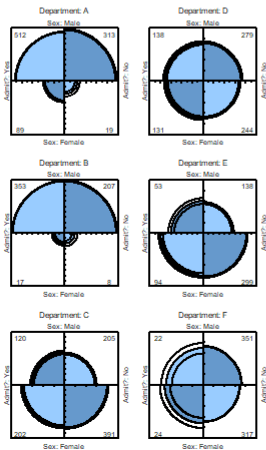 Department: A
Sex: Male
512 313
Admit?: Yes
Admit?: No
89 19
Sex: Female
Department: D
Sex: Male
138 279
Admit?: Yes
Admit?: No
131 244
Sex: Female
Department: B
Sex: Male
353 207
Admit?: Yes
Admit?: No
17 8
Sex: Female
Department: E
Sex: Male
53 138
Admit?: Yes
Admit?: No
94 299
Sex: Female
Department: C
Sex: Male
120 205
Admit?: Yes
Admit?: No
202 391
Sex: Female
Department: F
Sex: Male
22 351
Admit?: Yes
Admit?: No
24 317
Sex: Female